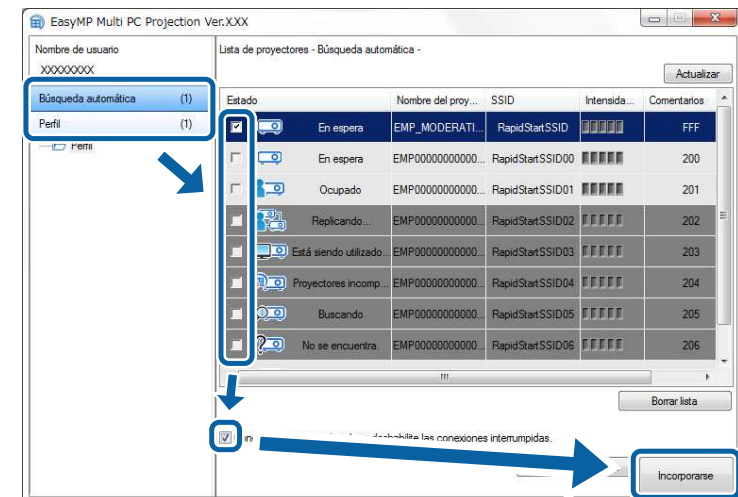 EasyMP Multi PC Projection Ver.XXX
Nombre de usuario
XXXXXXXX
Búsqueda automática (1)
Perfil (1)
Perfil
Lista de proyectores - Búsqueda automática -
Actualizar
Estado Nombre del proy... SSID Intensida... Comentarios
En espera EMP_MODERATI... RapidStartSSID FFF
En espera EMP00000000000... RapidStartSSID00 200
Ocupado EMP00000000000... RapidStartSSID01 201
Replicando... EMP00000000000... RapidStartSSID02 202
Está siendo utilizado... EMP00000000000... RapidStartSSID03 203
Proyectores incomp... EMP00000000000... RapidStartSSID04 204
Buscando EMP00000000000... RapidStartSSID05 205
No se encuentra. EMP00000000000... RapidStartSSID06 206
Borrar lista
las conexiones interrumpidas.
Incorporarse